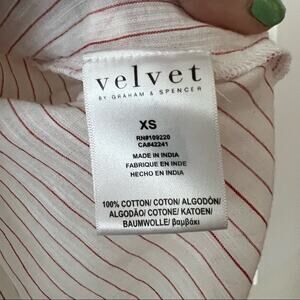 velvet
BY GRAHAM & SPENCER
XS
RN#109220
CA#42241
MADE IN INDIA
FABRIQUE EN INDE
HECHO EN INDIA
100% COTTON/ COTON/ ALGODÓN/
ALGODÃO/ COTONE/ KATOEN/
BAUMWOLLE/ βαμβάκι